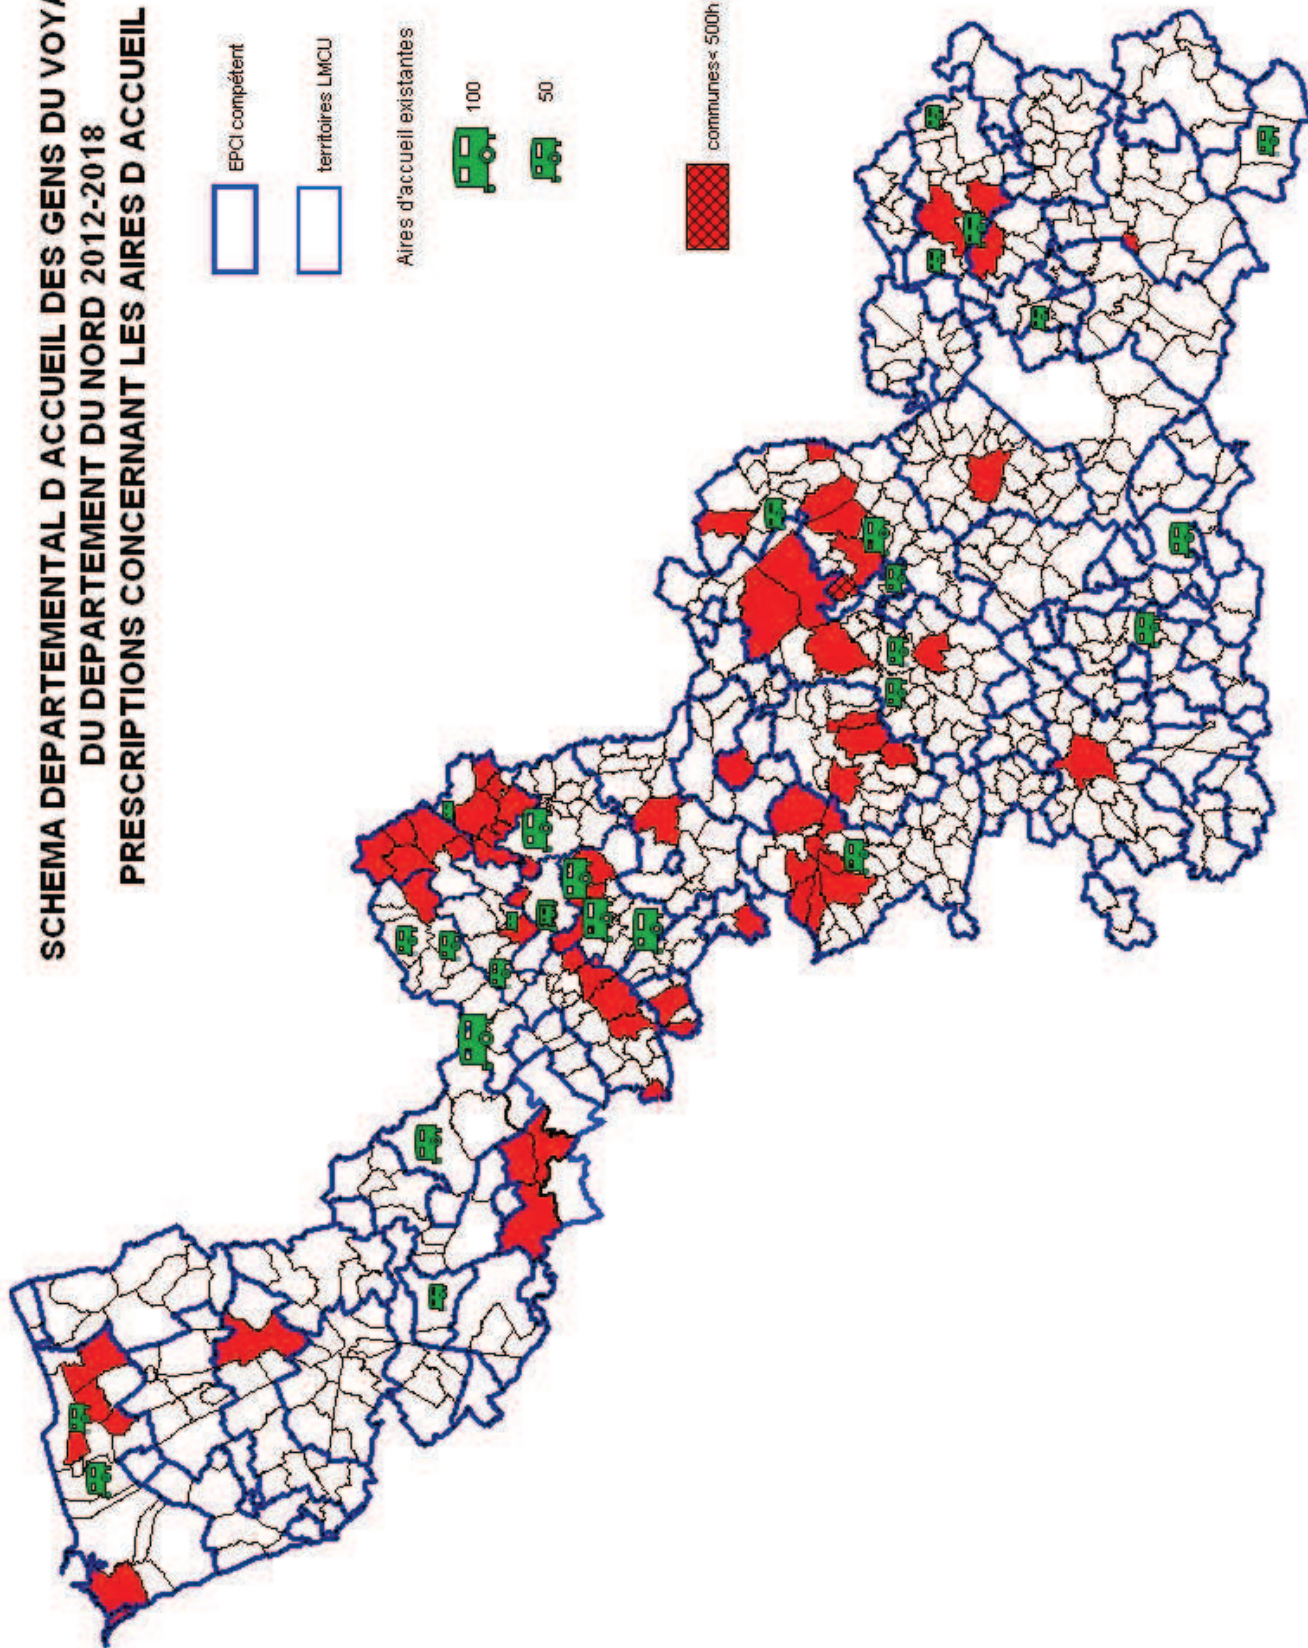 SCHEMA DEPARTEMENTAL D ACCUEIL DES GENS DU
DU DEPARTEMENT DU NORD 2012-2018
PRESCRIPTIONS CONCERNANT LES AIRES D ACCUEIL
EPCI compétent
territoires LMCU
Aires d'accueil existantes
100
50
communes< 500h